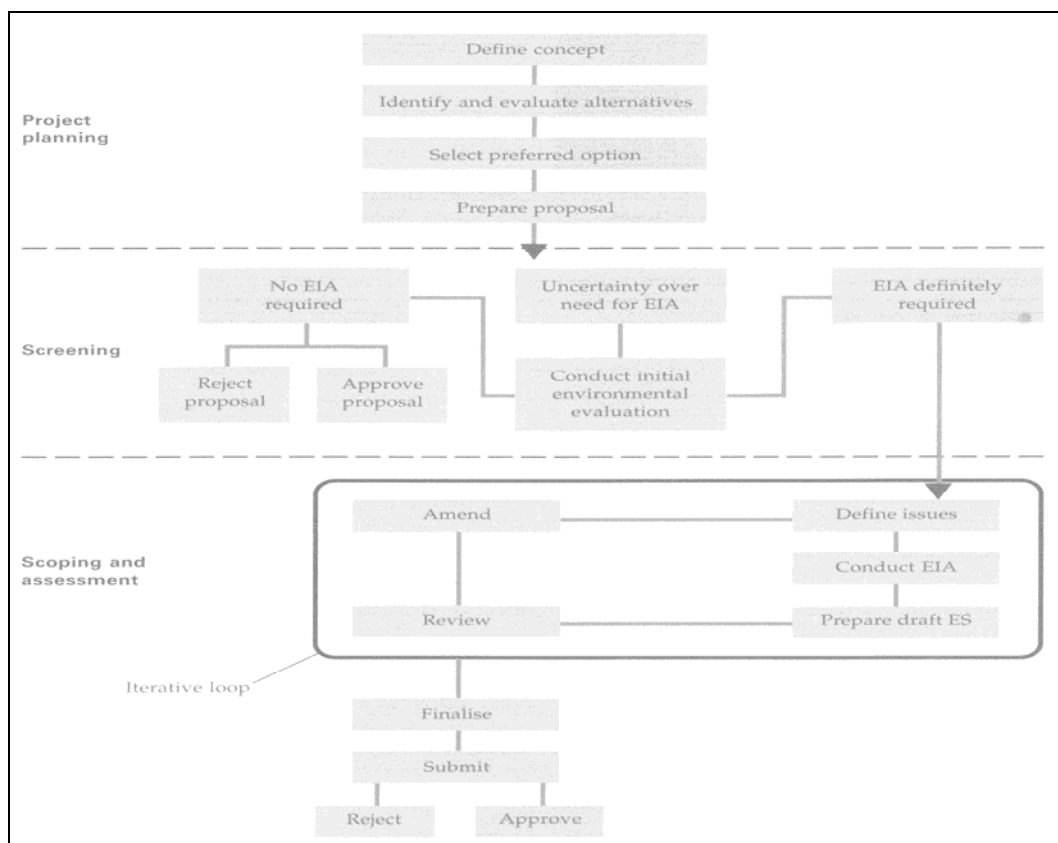 Define concept
Identify and evaluate alternatives
Project
planning
Select preferred option
Prepare proposal
No EIA
required
Uncertainty over
need for EIA
EIA definitely
required
Screening
Reject
proposal
Approve
proposal
Conduct initial
environmental
evaluation
Amend
Define issues
Scoping and
assessment
Conduct EIA
Review
Prepare draft ES
Iterative loop
Finalise
Submit
Reject
Approve